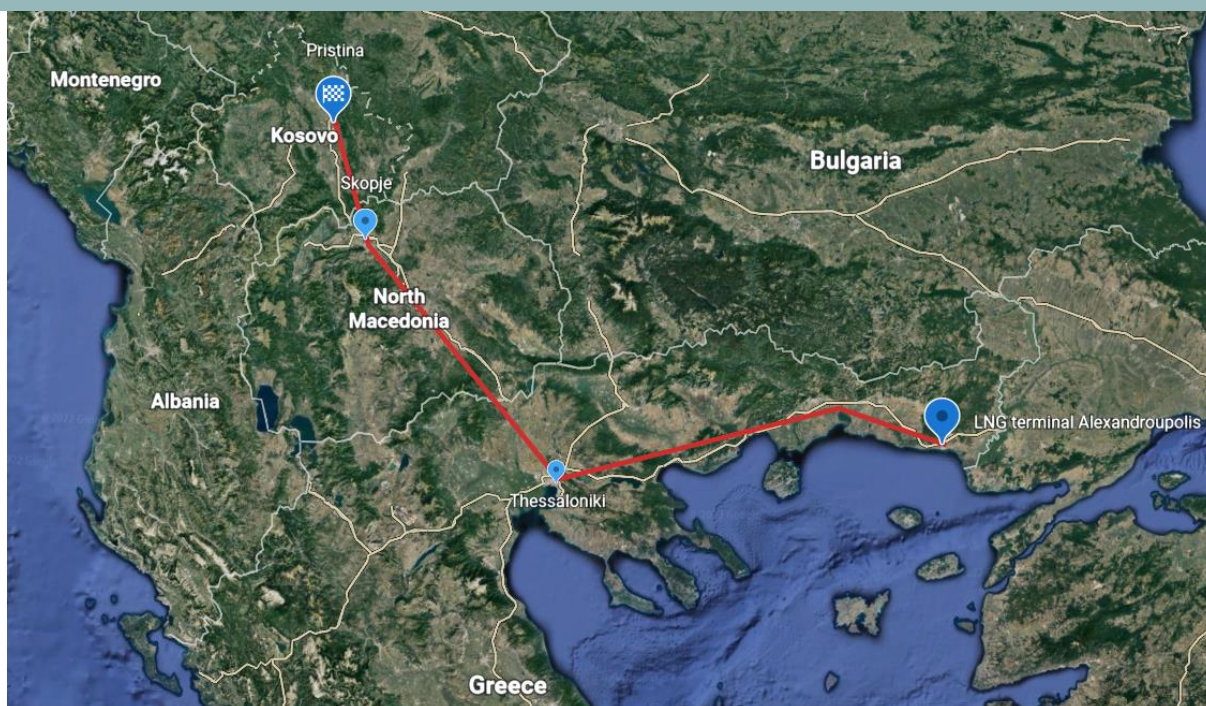 Pristina
Montenegro
Kosovo
Bulgaria
Skopje
North
Macedonia
Albania
LNG terminal Alexandroupolis
Thessaloniki
Greece